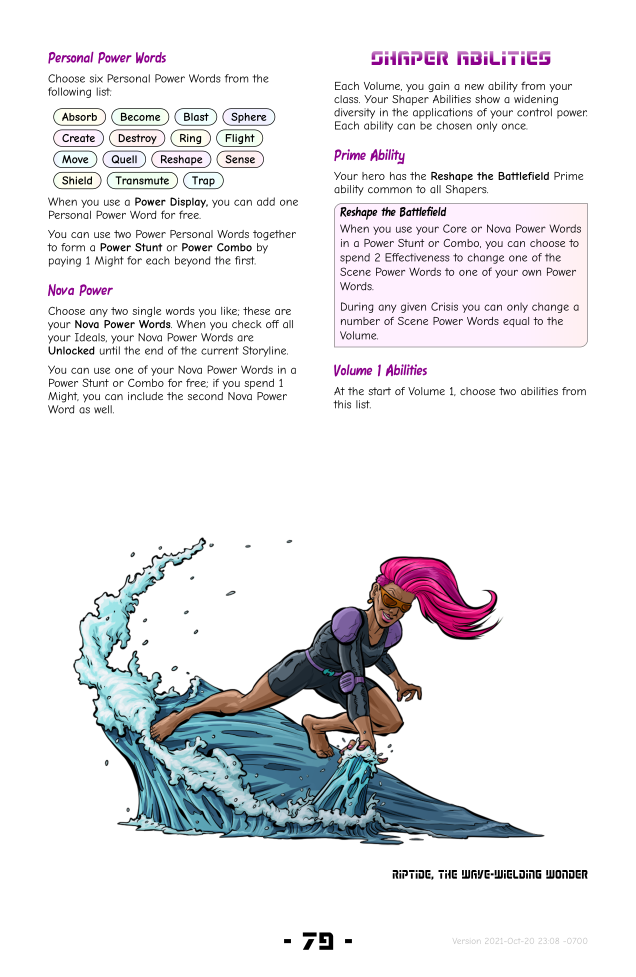 Personal Power Words
Choose six Personal Power Words from the
following list:
Absorb Become Blast Sphere
Create Destroy Ring Flight
Move Quell Reshape Sense
Shield Transmute Trap
When you use a Power Display, you can add one
Personal Power Word for free.
You can use two Power Personal Words together
to form a Power Stunt or Power Combo by
paying 1 Might for each beyond the first.
Nova Power
Choose any two single words you like; these are
your Nova Power Words. When you check off all
your Ideals, your Nova Power Words are
Unlocked until the end of the current Storyline.
You can use one of your Nova Power Words in a
Power Stunt or Combo for free; if you spend 1
Might, you can include the second Nova Power
Word as well.
SHAPER ABILITIES
Each Volume, you gain a new ability from your
class. Your Shaper Abilities show a widening
diversity in the applications of your control power.
Each ability can be chosen only once.
Prime Ability
Your hero has the Reshape the Battlefield Prime
ability common to all Shapers.
Reshape the Battlefield
When you use your Core or Nova Power Words
in a Power Stunt or Combo, you can choose to
spend 2 Effectiveness to change one of the
Scene Power Words to one of your own Power
Words.
During any given Crisis you can only change a
number of Scene Power Words equal to the
Volume.
Volume 1 Abilities
At the start of Volume 1, choose two abilities from
this list.
RIPTIDE, THE WAVE-WIELDING WONDER
- 79 -
Version 2021-Oct-20 23:08 -0700